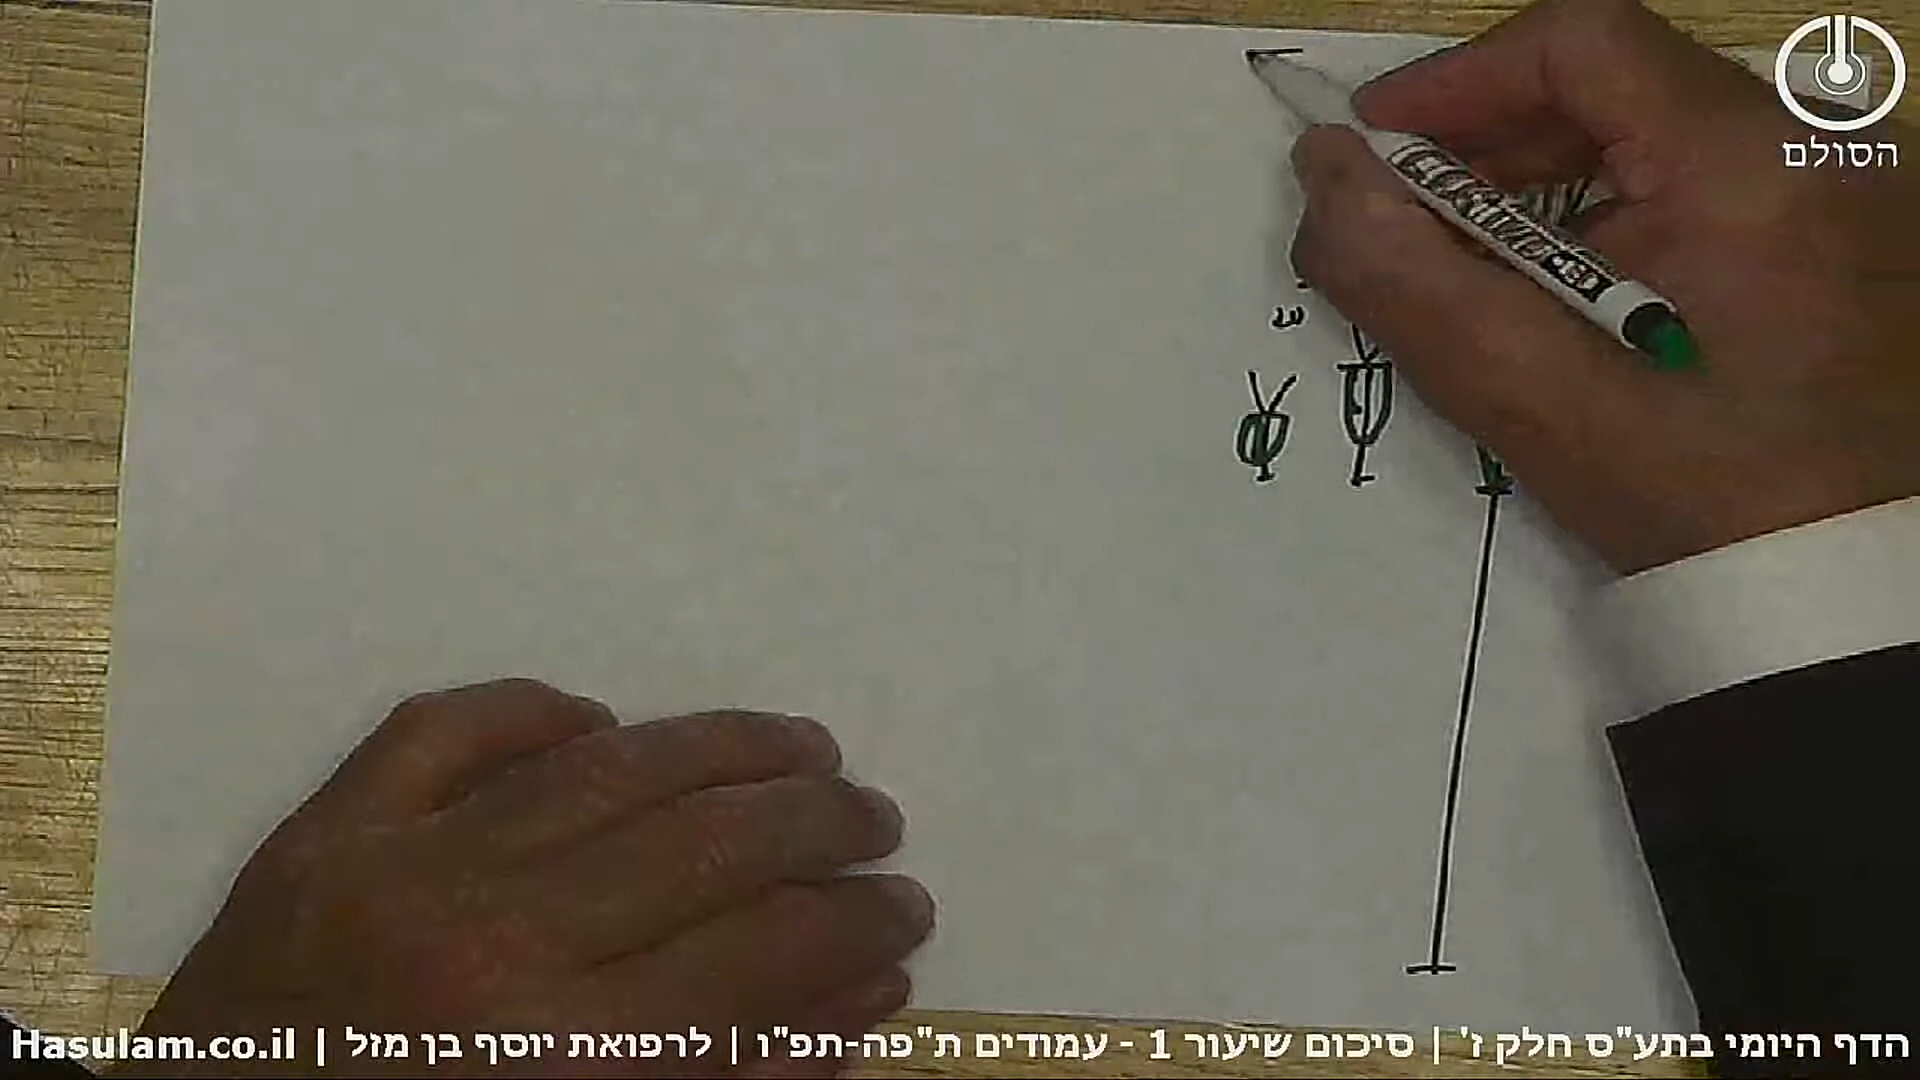 הסולם
הדף היומי בתע"ס חלק ז' | סיכום שיעור 1 - עמודים ת"פה-תפ"ו | לרפואת יוסף בן מזל | Hasulam.co.il